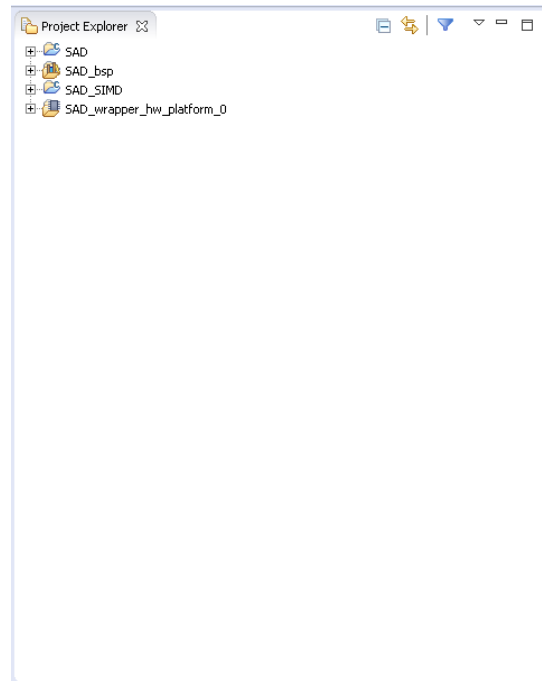 Project Explorer
SAD
SAD_bsp
SAD_SIMD
SAD_wrapper_hw_platform_0